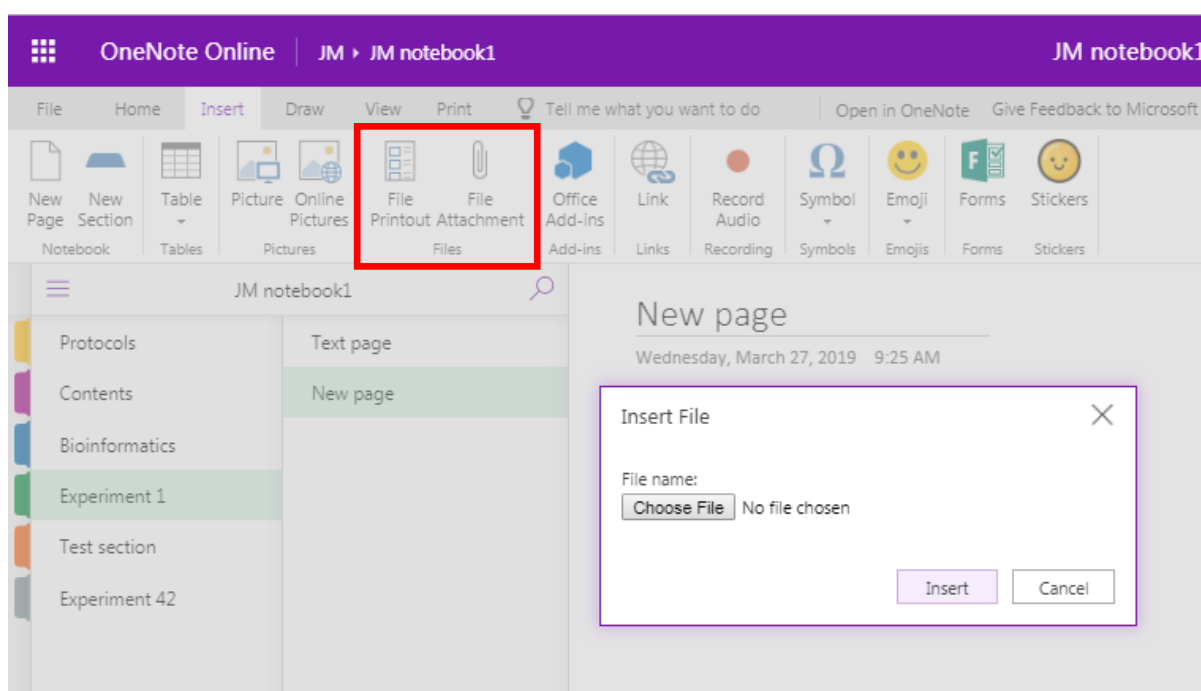 OneNote Online JM ▸ JM notebook1 JM notebook1
File Home Insert Draw View Print Tell me what you want to do Open in OneNote Give Feedback to Microsoft
New Page
New Section
Table
Picture
Online Pictures
File Printout
File Attachment
Office Add-ins
Link
Record Audio
Symbol
Emoji
F
Forms
Stickers
Notebook Tables Pictures Files Add-ins Links Recording Symbols Emojis Forms Stickers
JM notebook1
Protocols
Contents
Bioinformatics
Experiment 1
Test section
Experiment 42
Text page
New page
New page
Wednesday, March 27, 2019 9:25 AM
Insert File
File name:
Choose File No file chosen
Insert Cancel